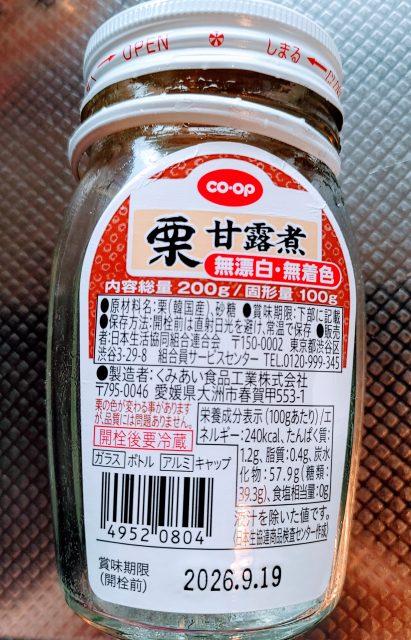 OPEN
しまる
co-op
栗甘露煮
無漂白・無着色
内容総量 200g/固形量 100g
●原材料名:栗(韓国産)、砂糖 ●賞味期限:下部に記載
●保存方法:開栓前は直射日光を避け、常温で保存 ●販売
者:日本生活協同組合連合会 〒150-0002 東京都渋谷区
渋谷3-29-8 組合員サービスセンター TEL.0120-999-345
●製造者:くみあい食品工業株式会社
〒795-0046 愛媛県大洲市春賀甲553-1
栗の色が変わる事があります
が、品質には問題ありません。
開栓後要冷蔵
ガラス ボトル アルミ キャップ
栄養成分表示(100gあたり)/エ
ネルギー:240kcal、たんぱく質:
1.2g、脂質:0.4g、炭水
化物:57.9g(糖類:
39.3g)、食塩相当量:0g
液汁を除いた値です。
(日本生協連商品検査センター作成)
4952 0804
賞味期限
(開栓前)
2026.9.19